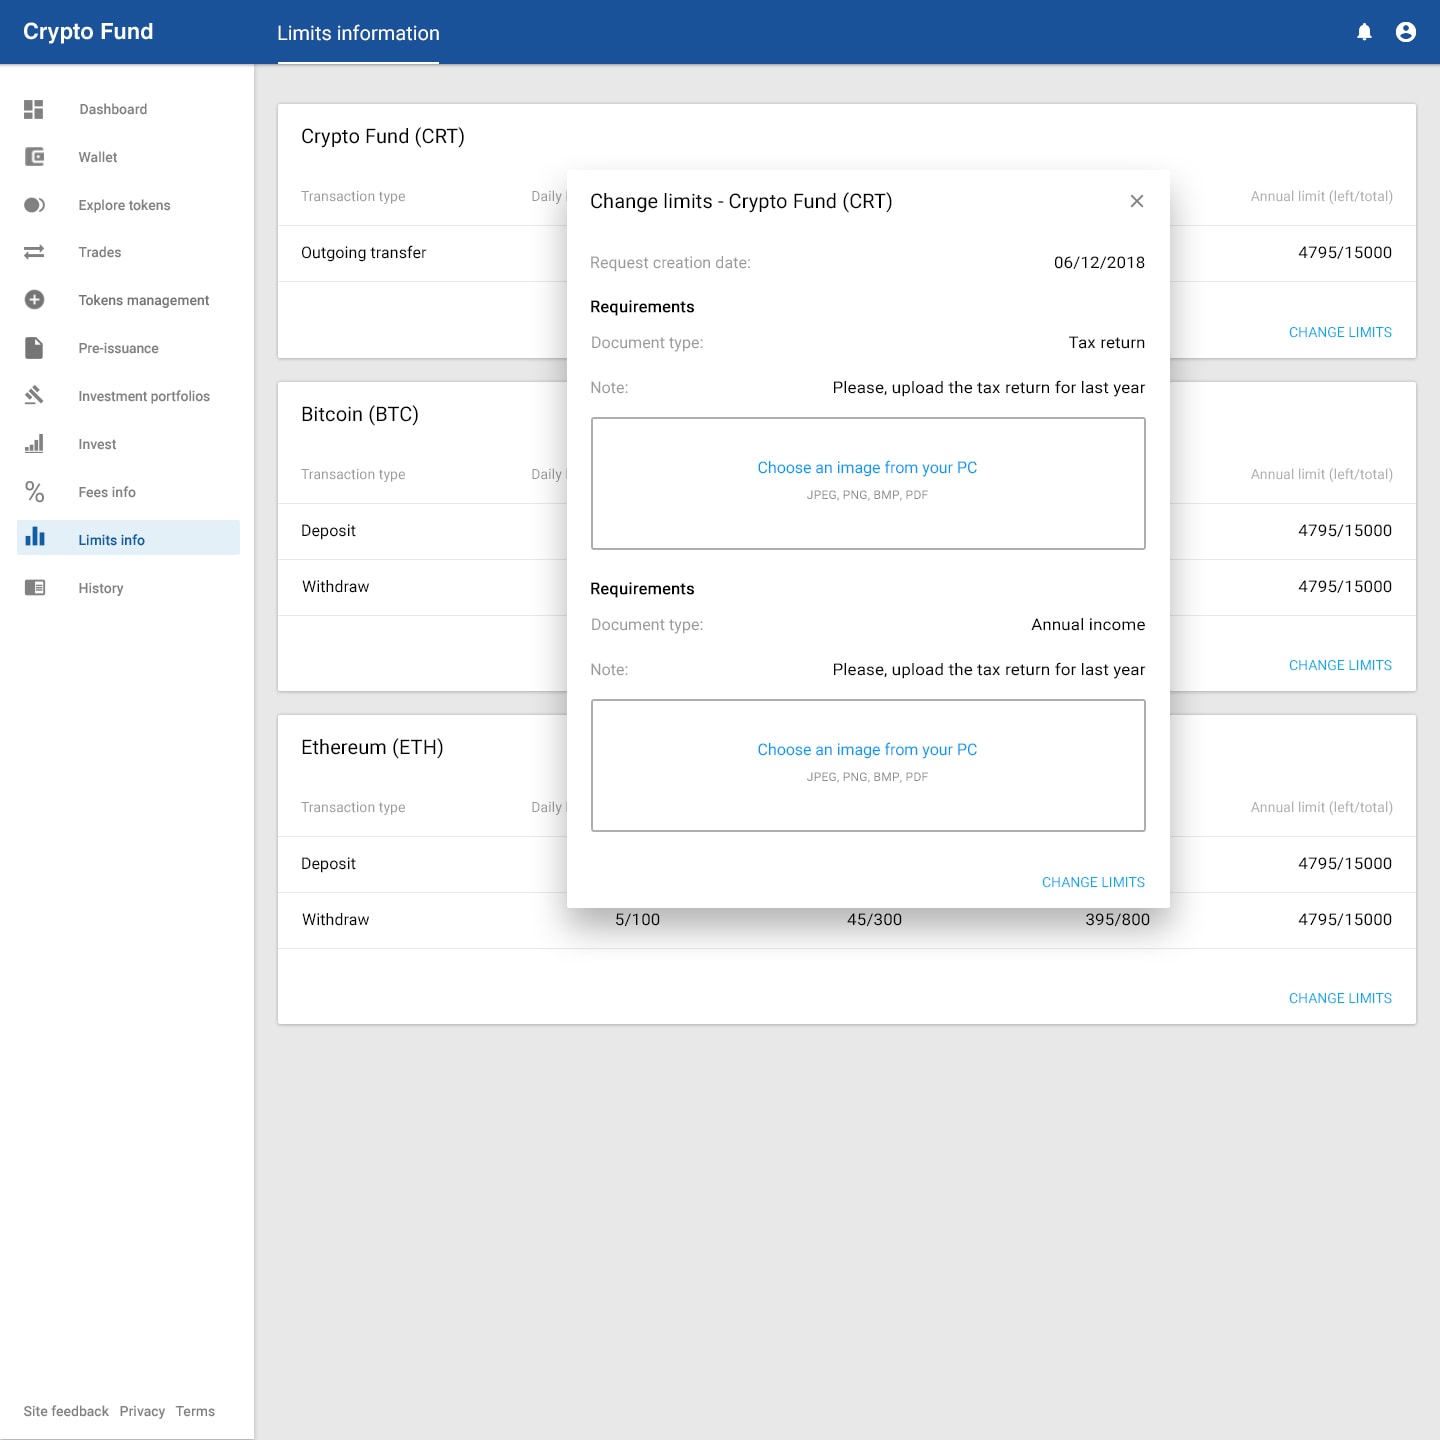 Crypto Fund
Limits information
Dashboard
Wallet
Explore tokens
Trades
Tokens management
Pre-issuance
Investment portfolios
Invest
Fees info
Limits info
History
Site feedback Privacy Terms
Crypto Fund (CRT)
Transaction type Daily Annual limit (left/total)
Outgoing transfer 4795/15000
CHANGE LIMITS
Bitcoin (BTC)
Transaction type Daily Annual limit (left/total)
Deposit 4795/15000
Withdraw 4795/15000
CHANGE LIMITS
Ethereum (ETH)
Transaction type Daily Annual limit (left/total)
Deposit 4795/15000
Withdraw 5/100 45/300 395/800 4795/15000
CHANGE LIMITS
Change limits - Crypto Fund (CRT)
Request creation date: 06/12/2018
Requirements
Document type: Tax return
Note: Please, upload the tax return for last year
Choose an image from your PC
JPEG, PNG, BMP, PDF
Requirements
Document type: Annual income
Note: Please, upload the tax return for last year
Choose an image from your PC
JPEG, PNG, BMP, PDF
CHANGE LIMITS